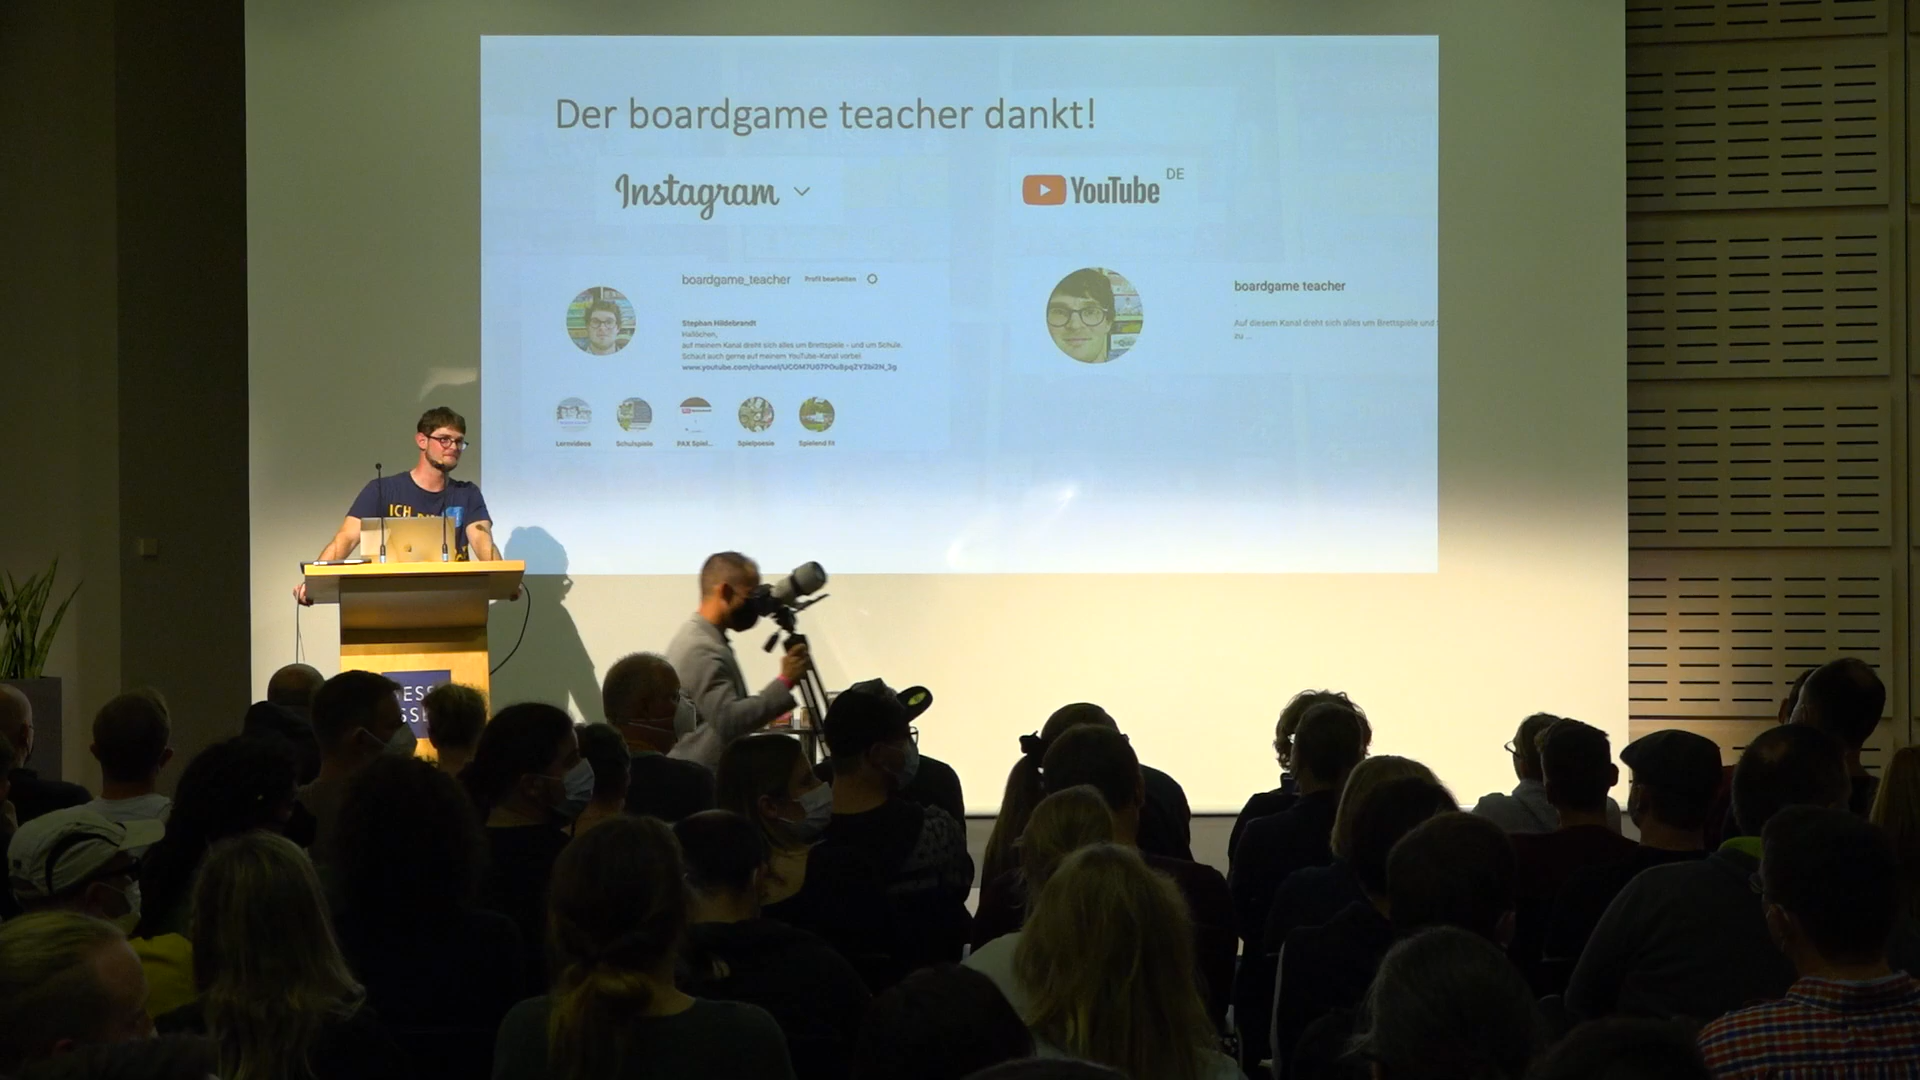 Der boardgame teacher dankt!
Instagram
YouTube DE
boardgame_teacher Profil bearbeiten
Stephan Hildebrandt
Hallöchen,
auf meinem Kanal dreht sich alles um Brettspiele - und um Schule.
Schaut auch gerne auf meinem YouTube-Kanal vorbei
Lernvideos Schulspiele PAX Spiel... Spielpoesie Spielend fit
boardgame teacher
Auf diesem Kanal dreht sich alles um Brettspiele und
zu ...
ICH